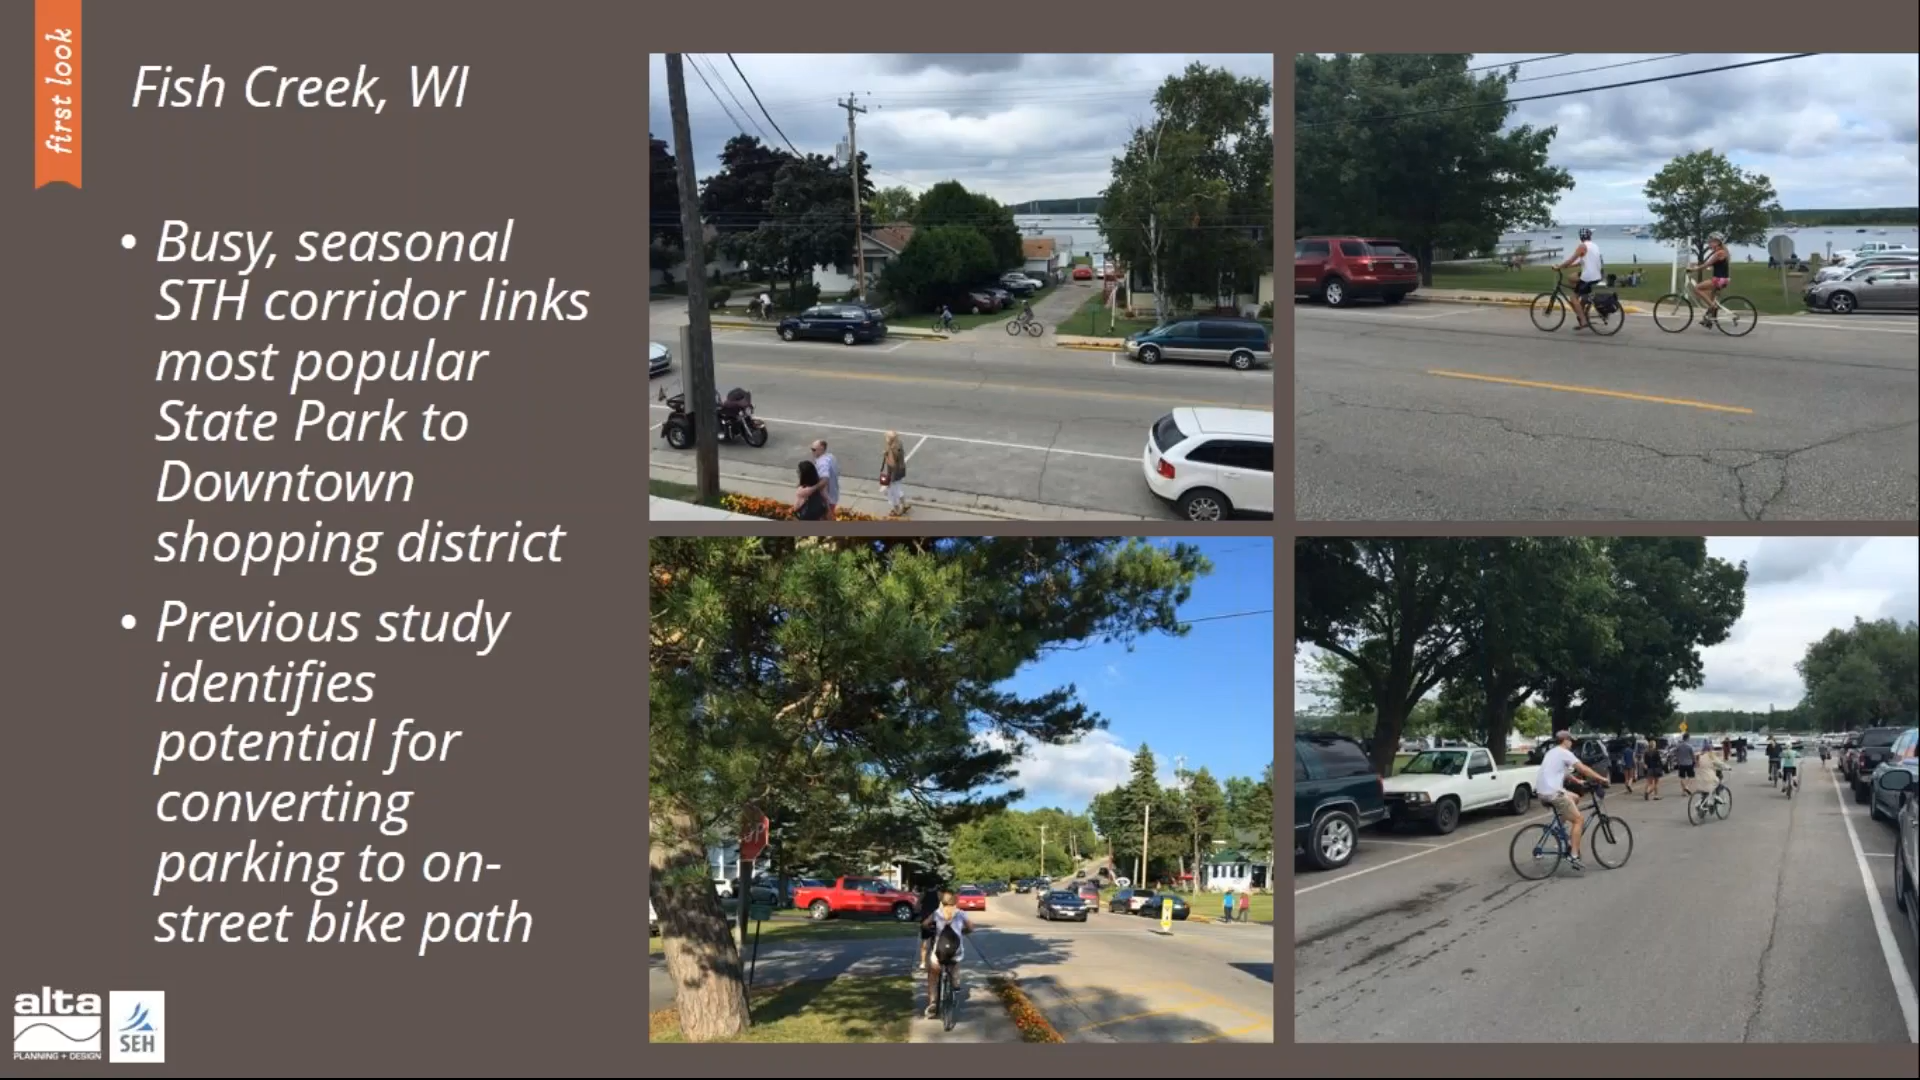 first look
Fish Creek, WI
• Busy, seasonal
STH corridor links
most popular
State Park to
Downtown
shopping district
• Previous study
identifies
potential for
converting
parking to on-
street bike path
alta
PLANNING + DESIGN
SEH